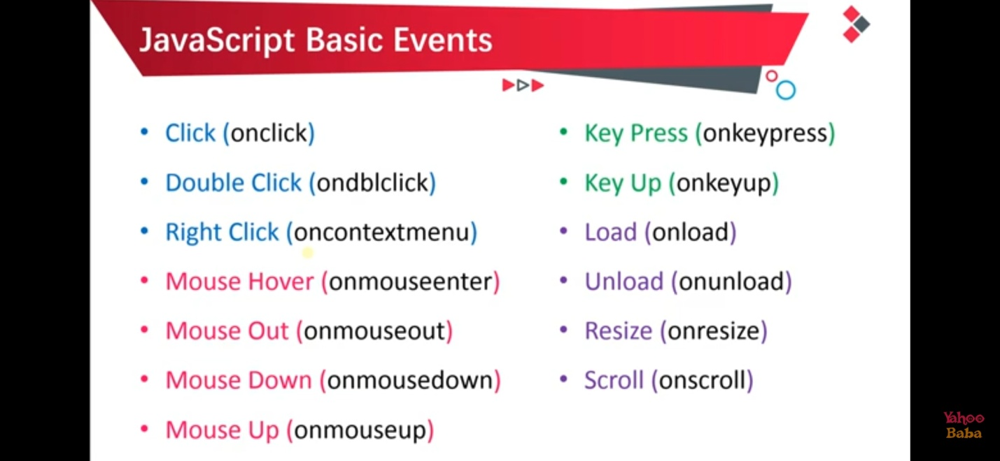 JavaScript Basic Events
• Click (onclick)
• Double Click (ondblclick)
• Right Click (oncontextmenu)
• Mouse Hover (onmouseenter)
• Mouse Out (onmouseout)
• Mouse Down (onmousedown)
• Mouse Up (onmouseup)
• Key Press (onkeypress)
• Key Up (onkeyup)
• Load (onload)
• Unload (onunload)
• Resize (onresize)
• Scroll (onscroll)
Yahoo
Baba